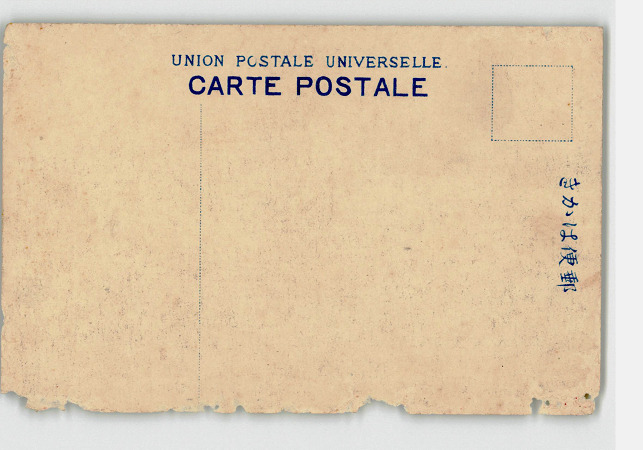 UNION POSTALE UNIVERSELLE.
CARTE POSTALE
きかは便郵